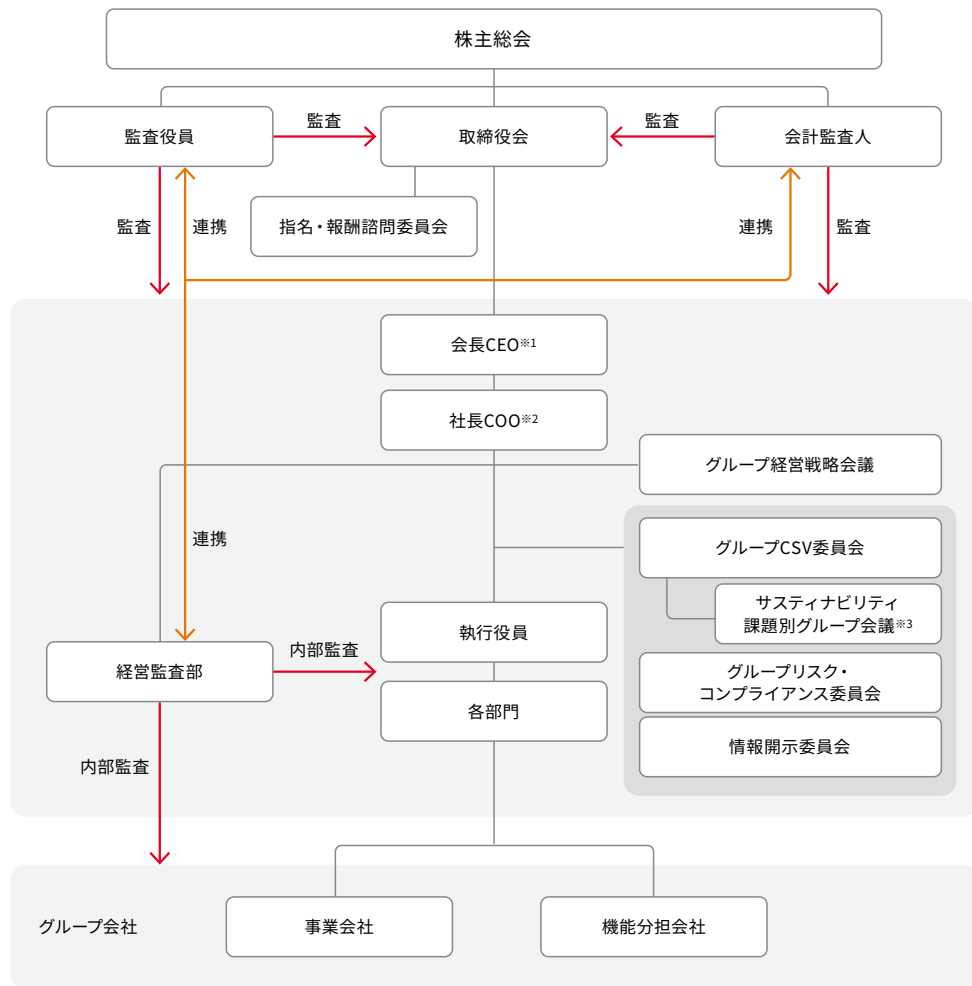 株主総会
監査役員
監査
取締役会
監査
会計監査人
監査
連携
指名・報酬諮問委員会
連携
監査
会長CEO※1
社長COO※2
グループ経営戦略会議
連携
グループCSV委員会
サスティナビリティ
課題別グループ会議※3
執行役員
経営監査部
内部監査
グループリスク・
コンプライアンス委員会
各部門
情報開示委員会
内部監査
グループ会社
事業会社
機能分担会社